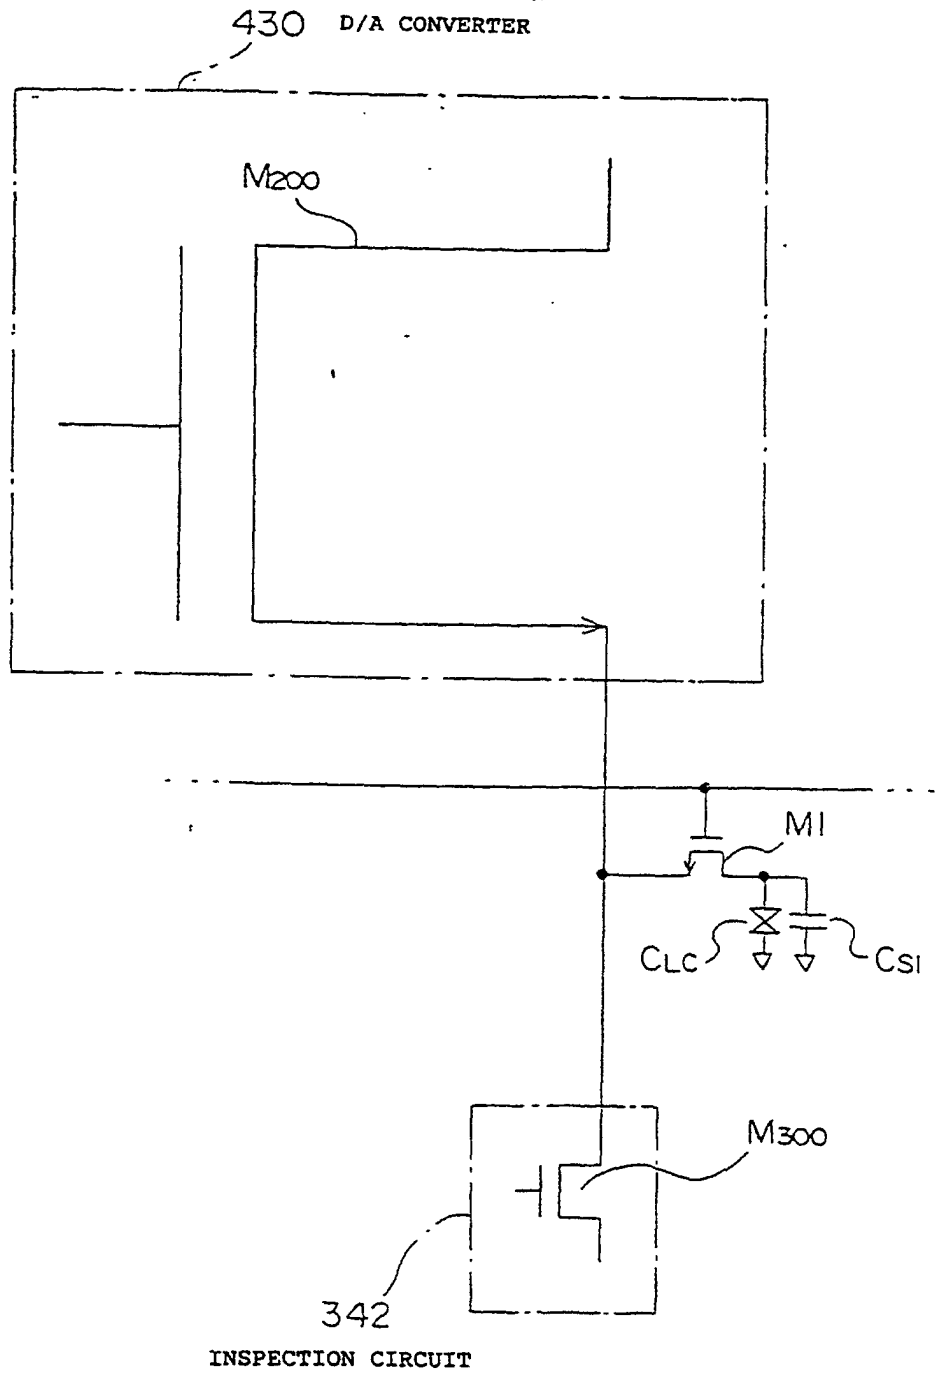 430 D/A CONVERTER
M200
M1
CLC
CS1
M300
342
INSPECTION CIRCUIT